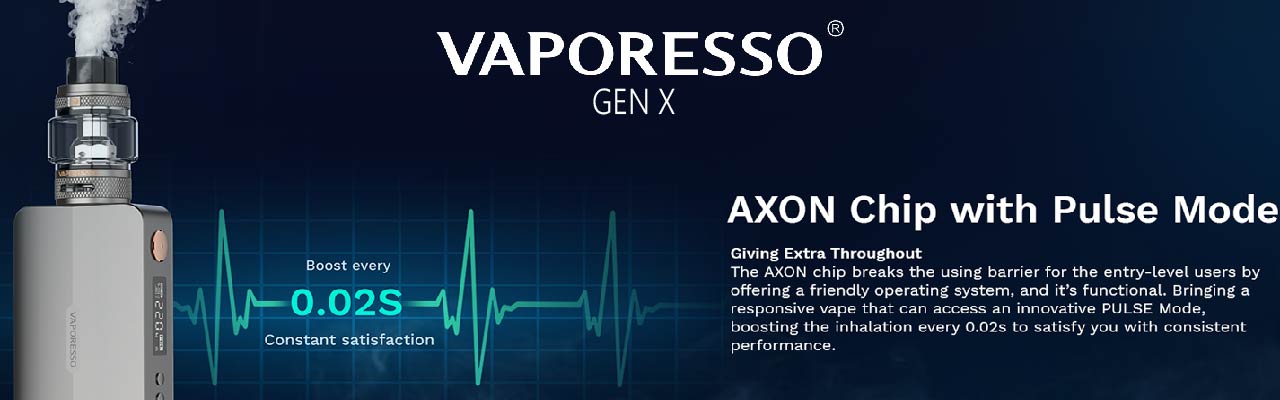 VAPORESSO®
GEN X
AXON Chip with Pulse Mode
Giving Extra Throughout
The AXON chip breaks the using barrier for the entry-level users by
offering a friendly operating system, and it's functional. Bringing a
responsive vape that can access an innovative PULSE Mode,
boosting the inhalation every 0.02s to satisfy you with consistent
performance.
Boost every
0.02S
Constant satisfaction
VAPORESSO